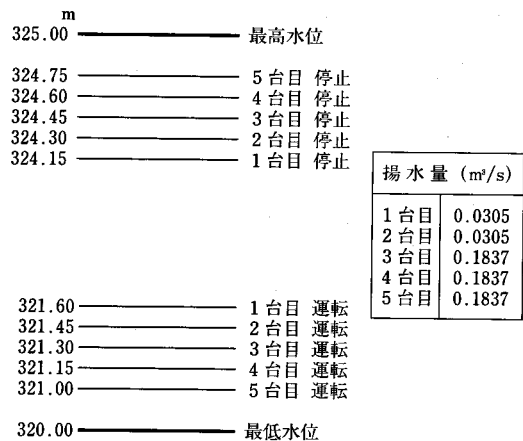 m
325.00 最高水位
324.75 5台目 停止
324.60 4台目 停止
324.45 3台目 停止
324.30 2台目 停止
324.15 1台目 停止
揚水量 (m³/s)
1台目 0.0305
2台目 0.0305
3台目 0.1837
4台目 0.1837
5台目 0.1837
321.60 1台目 運転
321.45 2台目 運転
321.30 3台目 運転
321.15 4台目 運転
321.00 5台目 運転
320.00 最低水位